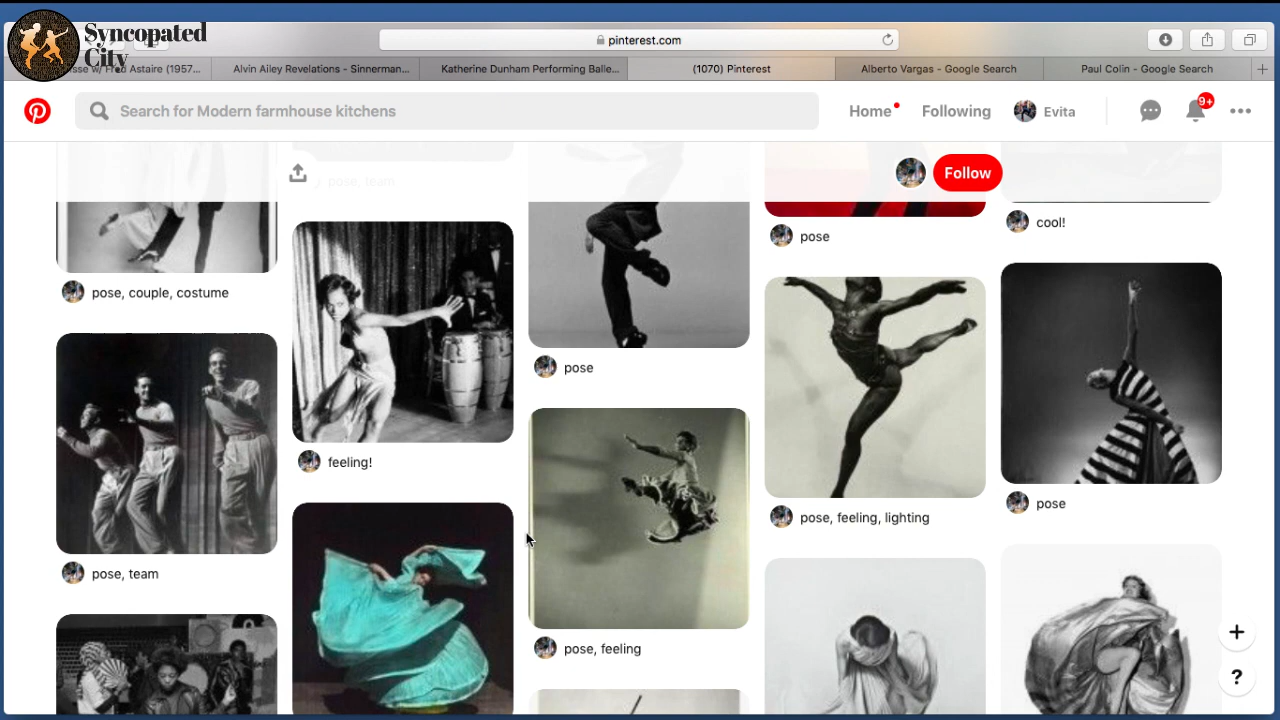 Syncopated
City
pinterest.com
sse w/ Fred Astaire (1957...
Alvin Ailey Revelations - Sinnerman...
Katherine Dunham Performing Balle...
(1070) Pinterest
Alberto Vargas - Google Search
Paul Colin - Google Search
Search for Modern farmhouse kitchens
Home
Following
Evita
9+
pose, team,
Follow
pose, couple, costume
pose
cool!
pose
feeling!
pose
pose, feeling, lighting
pose, team
pose, feeling
+
?